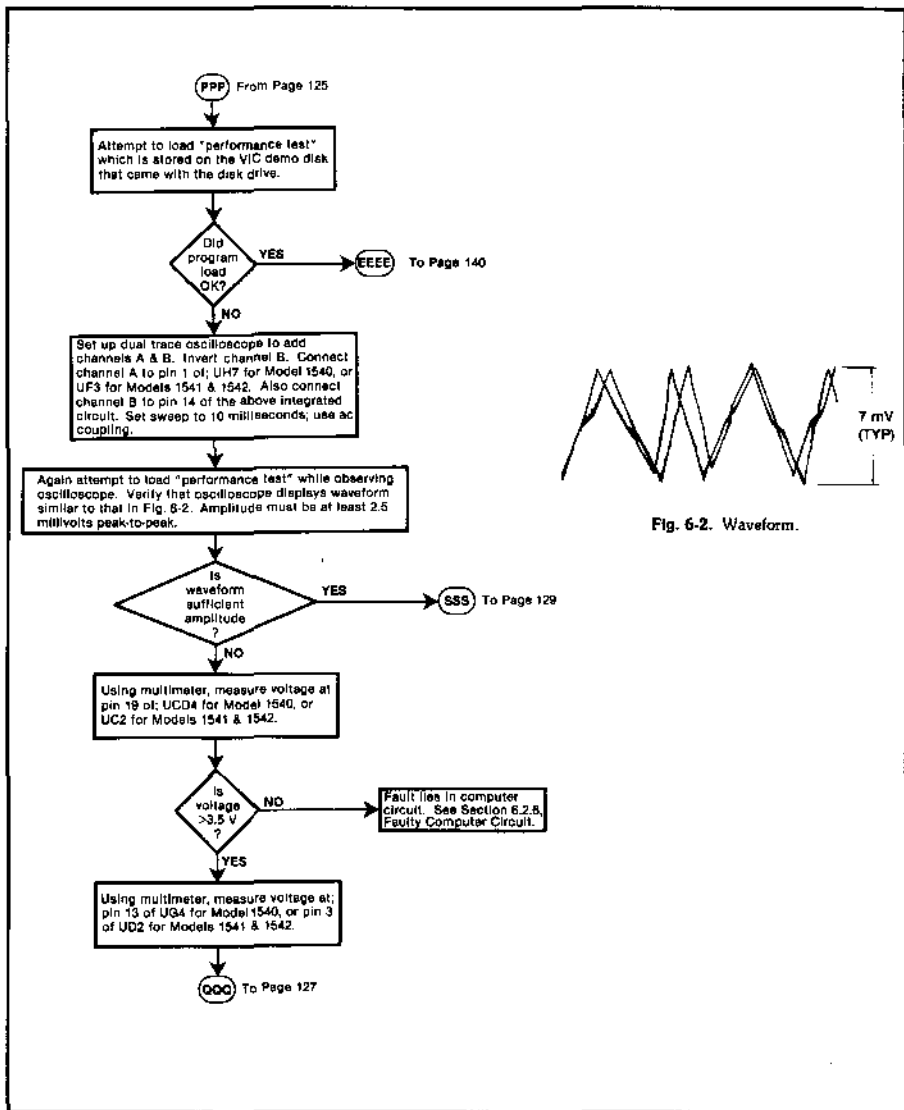 PPP From Page 125
Attempt to load "performance test"
which is stored on the VIC demo disk
that came with the disk drive.
Did
program
load
OK?
YES
EEEE To Page 140
NO
Set up dual trace oscilloscope to add
channels A & B. Invert channel B. Connect
channel A to pin 1 of; UH7 for Model 1540, or
UF3 for Models 1541 & 1542. Also connect
channel B to pin 14 of the above integrated
circuit. Set sweep to 10 milliseconds; use ac
coupling.
Again attempt to load "performance test" while observing
oscilloscope. Verify that oscilloscope displays waveform
similar to that in Fig. 6-2. Amplitude must be at least 2.5
millivolts peak-to-peak.
7 mV
(TYP)
Fig. 6-2. Waveform.
Is
waveform
sufficient
amplitude
?
YES
SSS To Page 129
NO
Using multimeter, measure voltage at
pin 19 of; UCD4 for Model 1540, or
UC2 for Models 1541 & 1542.
Is
voltage
>3.5 V
?
NO
Fault lies in computer
circuit. See Section 6.2.8,
Faulty Computer Circuit.
YES
Using multimeter, measure voltage at;
pin 13 of UG4 for Model 1540, or pin 3
of UD2 for Models 1541 & 1542.
QQQ To Page 127